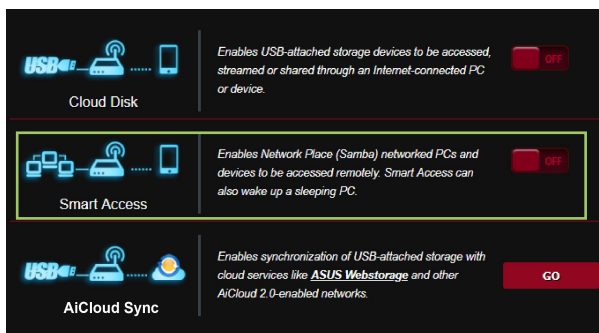 USB
Cloud Disk
Enables USB-attached storage devices to be accessed,
streamed or shared through an Internet-connected PC
or device.
OFF
Smart Access
Enables Network Place (Samba) networked PCs and
devices to be accessed remotely. Smart Access can
also wake up a sleeping PC.
OFF
USB
AiCloud Sync
Enables synchronization of USB-attached storage with
cloud services like ASUS Webstorage and other
AiCloud 2.0-enabled networks.
GO